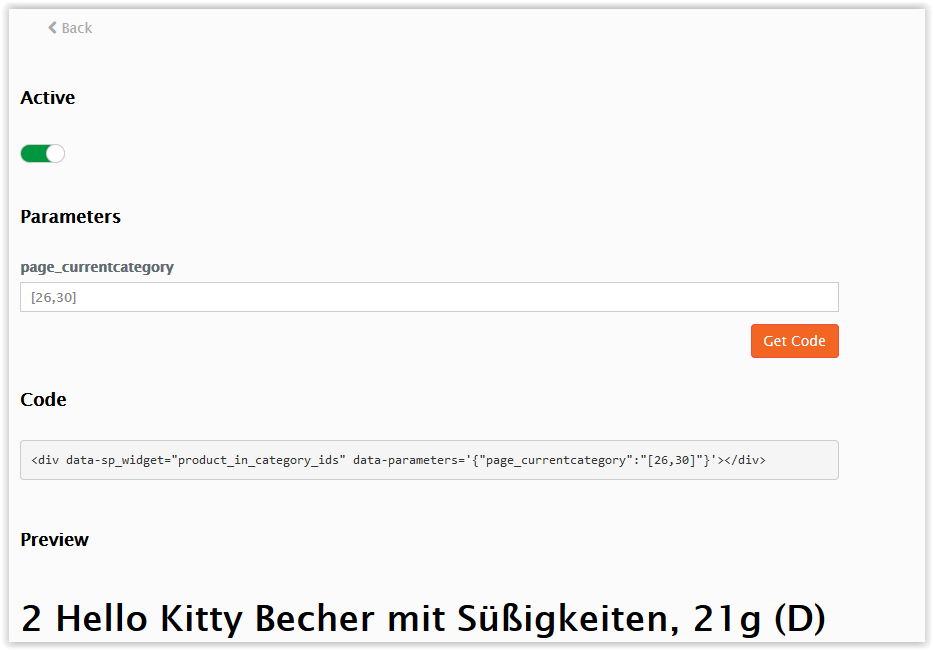 Back
Active
Parameters
page_currentcategory
[26,30]
Get Code
Code
<div data-sp_widget="product_in_category_ids" data-parameters='{"page_currentcategory":"[26,30]"}'></div>
Preview
2 Hello Kitty Becher mit Süßigkeiten, 21g (D)